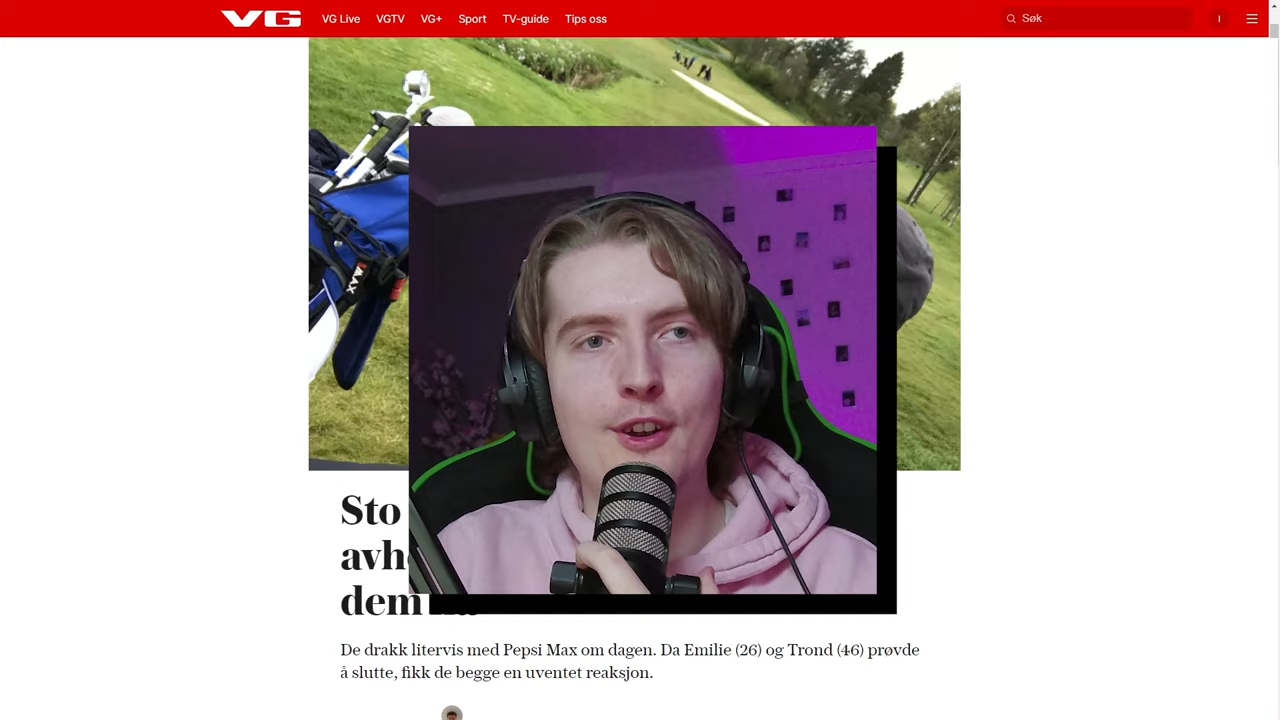 VG VG Live VGTV VG+ Sport TV-guide Tips oss Søk I
MAX
Sto
avh
dem
De drakk litervis med Pepsi Max om dagen. Da Emilie (26) og Trond (46) prøvde
å slutte, fikk de begge en uventet reaksjon.